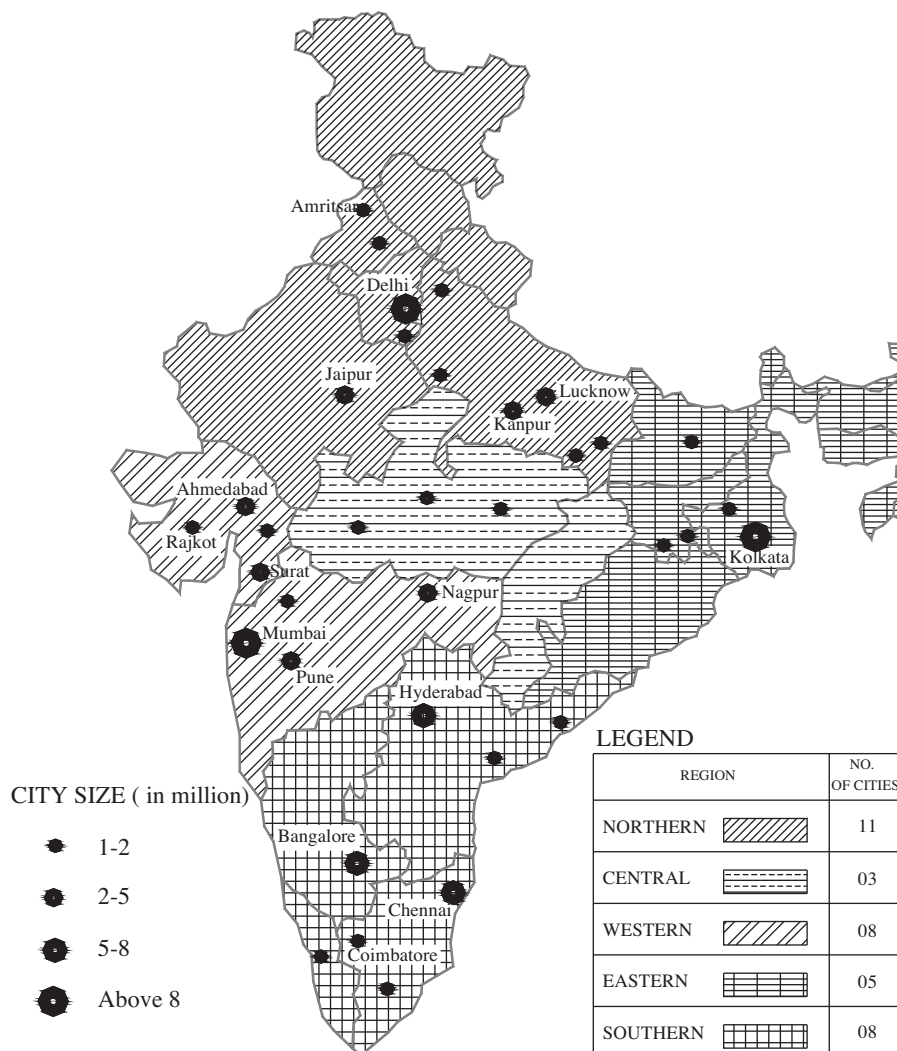 Amritsar
Delhi
Jaipur
Lucknow
Kanpur
Ahmedabad
Rajkot
Kolkata
Surat
Nagpur
Mumbai
Pune
Hyderabad
Bangalore
Chennai
Coimbatore
CITY SIZE ( in million)
1-2
2-5
5-8
Above 8
LEGEND
REGION NO. OF CITIES
NORTHERN 11
CENTRAL 03
WESTERN 08
EASTERN 05
SOUTHERN 08